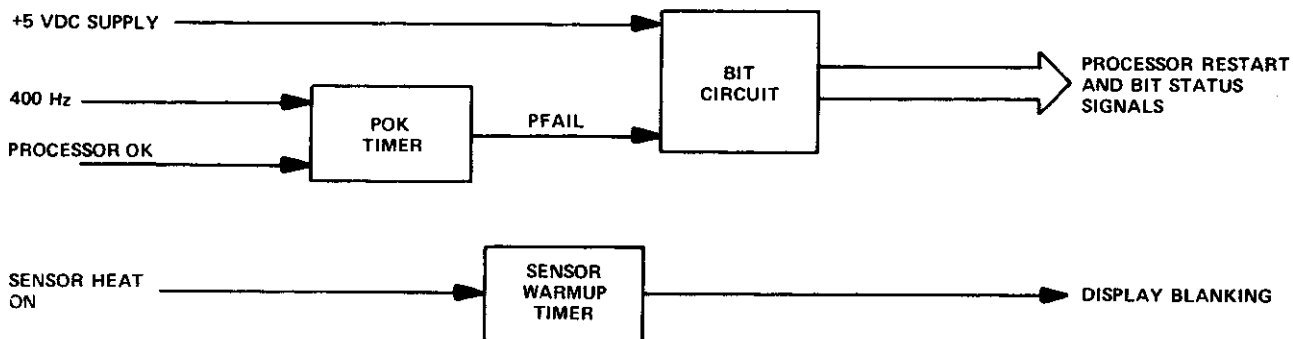 +5 VDC SUPPLY
BIT
CIRCUIT
PROCESSOR RESTART
AND BIT STATUS
SIGNALS
400 Hz
POK
TIMER
PFAIL
PROCESSOR OK
SENSOR HEAT
ON
SENSOR
WARMUP
TIMER
DISPLAY BLANKING